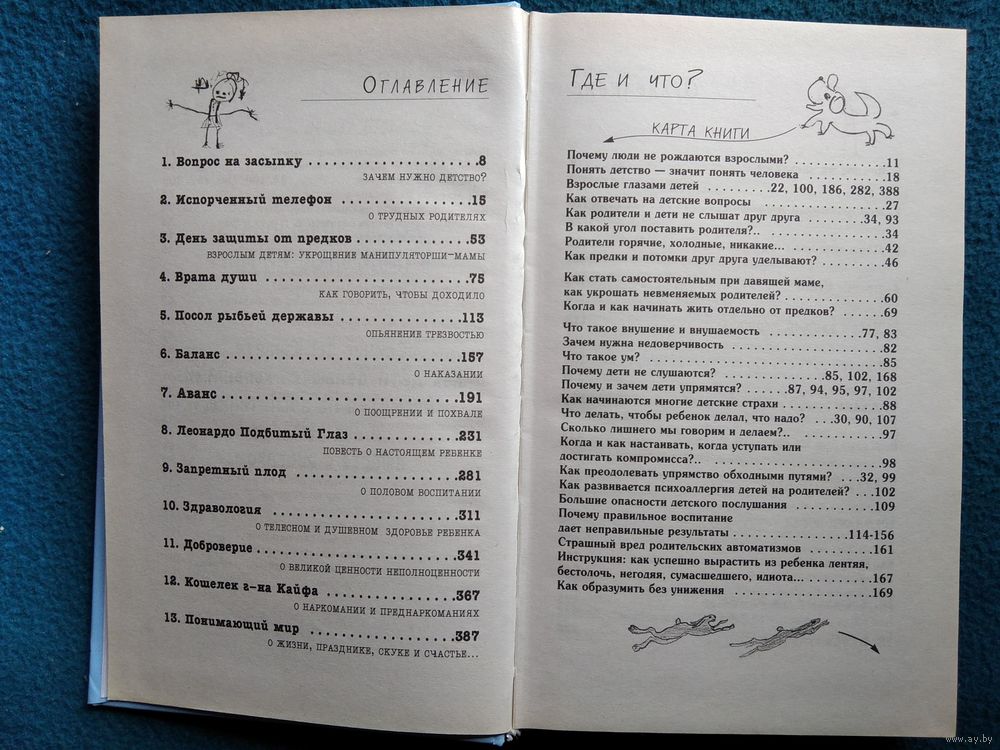 Оглавление
1. Вопрос на засыпку ....................8
ЗАЧЕМ НУЖНО ДЕТСТВО?
2. Испорченный телефон ................15
О ТРУДНЫХ РОДИТЕЛЯХ
3. День защиты от предков..............53
ВЗРОСЛЫМ ДЕТЯМ: УКРОЩЕНИЕ МАНИПУЛЯТОРШИ-МАМЫ
4. Врата души .........................75
КАК ГОВОРИТЬ, ЧТОБЫ ДОХОДИЛО
5. Посол рыбьей державы ..............113
ОПЬЯНЕНИЕ ТРЕЗВОСТЬЮ
6. Баланс ............................157
О НАКАЗАНИИ
7. Аванс .............................191
О ПООЩРЕНИИ И ПОХВАЛЕ
8. Леонардо Подбитый Глаз ............231
ПОВЕСТЬ О НАСТОЯЩЕМ РЕБЕНКЕ
9. Запретный плод ....................281
О ПОЛОВОМ ВОСПИТАНИИ
10. Здравология ......................311
О ТЕЛЕСНОМ И ДУШЕВНОМ ЗДОРОВЬЕ РЕБЕНКА
11. Доброверие .......................341
О ВЕЛИКОЙ ЦЕННОСТИ НЕПОЛНОЦЕННОСТИ
12. Кошелек г-на Кайфа ...............367
О НАРКОМАНИИ И ПРЕДНАРКОМАНИЯХ
13. Понимающий мир ...................387
О ЖИЗНИ, ПРАЗДНИКЕ, СКУКЕ И СЧАСТЬЕ...
Где и что?
КАРТА КНИГИ
Почему люди не рождаются взрослыми? .............11
Понять детство — значит понять человека ............18
Взрослые глазами детей .........22, 100, 186, 282, 388
Как отвечать на детские вопросы ...................27
Как родители и дети не слышат друг друга ........34, 93
В какой угол поставить родителя?.. .................34
Родители горячие, холодные, никакие... .............42
Как предки и потомки друг друга уделывают? .........46
Как стать самостоятельным при давящей маме,
как укрощать невменяемых родителей? ...............60
Когда и как начинать жить отдельно от предков? ......69
Что такое внушение и внушаемость ..............77, 83
Зачем нужна недоверчивость ........................82
Что такое ум? .....................................85
Почему дети не слушаются? ...............85, 102, 168
Почему и зачем дети упрямятся? ......87, 94, 95, 97, 102
Как начинаются многие детские страхи ...............88
Что делать, чтобы ребенок делал, что надо? ...30, 90, 107
Сколько лишнего мы говорим и делаем?.. .............97
Когда и как настаивать, когда уступать или
достигать компромисса?.. ..........................98
Как преодолевать упрямство обходными путями? ...32, 99
Как развивается психоаллергия детей на родителей? ...102
Большие опасности детского послушания ............109
Почему правильное воспитание
дает неправильные результаты .................114-156
Страшный вред родительских автоматизмов ..........161
Инструкция: как успешно вырастить из ребенка лентяя,
бестолочь, негодяя, сумасшедшего, идиота... ..........167
Как образумить без унижения .....................169
www.ay.by